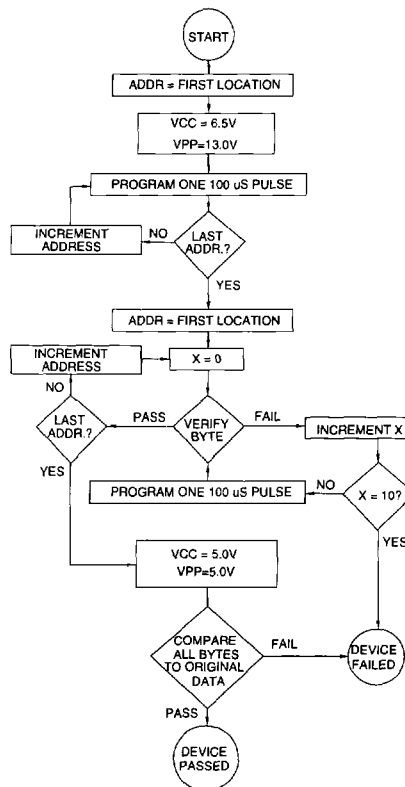 START
ADDR = FIRST LOCATION
VCC = 6.5V
VPP=13.0V
PROGRAM ONE 100 uS PULSE
INCREMENT
ADDRESS
NO
LAST
ADDR.?
YES
ADDR = FIRST LOCATION
INCREMENT
ADDRESS
X = 0
NO
LAST
ADDR.?
PASS
VERIFY
BYTE
FAIL
INCREMENT X
YES
PROGRAM ONE 100 uS PULSE
NO
X = 10?
YES
VCC = 5.0V
VPP=5.0V
COMPARE
ALL BYTES
TO ORIGINAL
DATA
FAIL
DEVICE
FAILED
PASS
DEVICE
PASSED